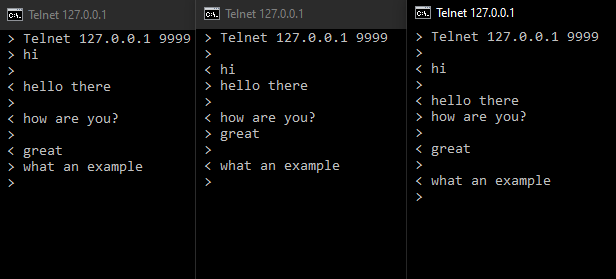 Telnet 127.0.0.1
> Telnet 127.0.0.1 9999
> hi
>
< hello there
>
< how are you?
>
< great
> what an example
>
Telnet 127.0.0.1
> Telnet 127.0.0.1 9999
>
< hi
> hello there
>
< how are you?
> great
>
< what an example
>
Telnet 127.0.0.1
> Telnet 127.0.0.1 9999
>
< hi
>
< hello there
> how are you?
>
< great
>
< what an example
>